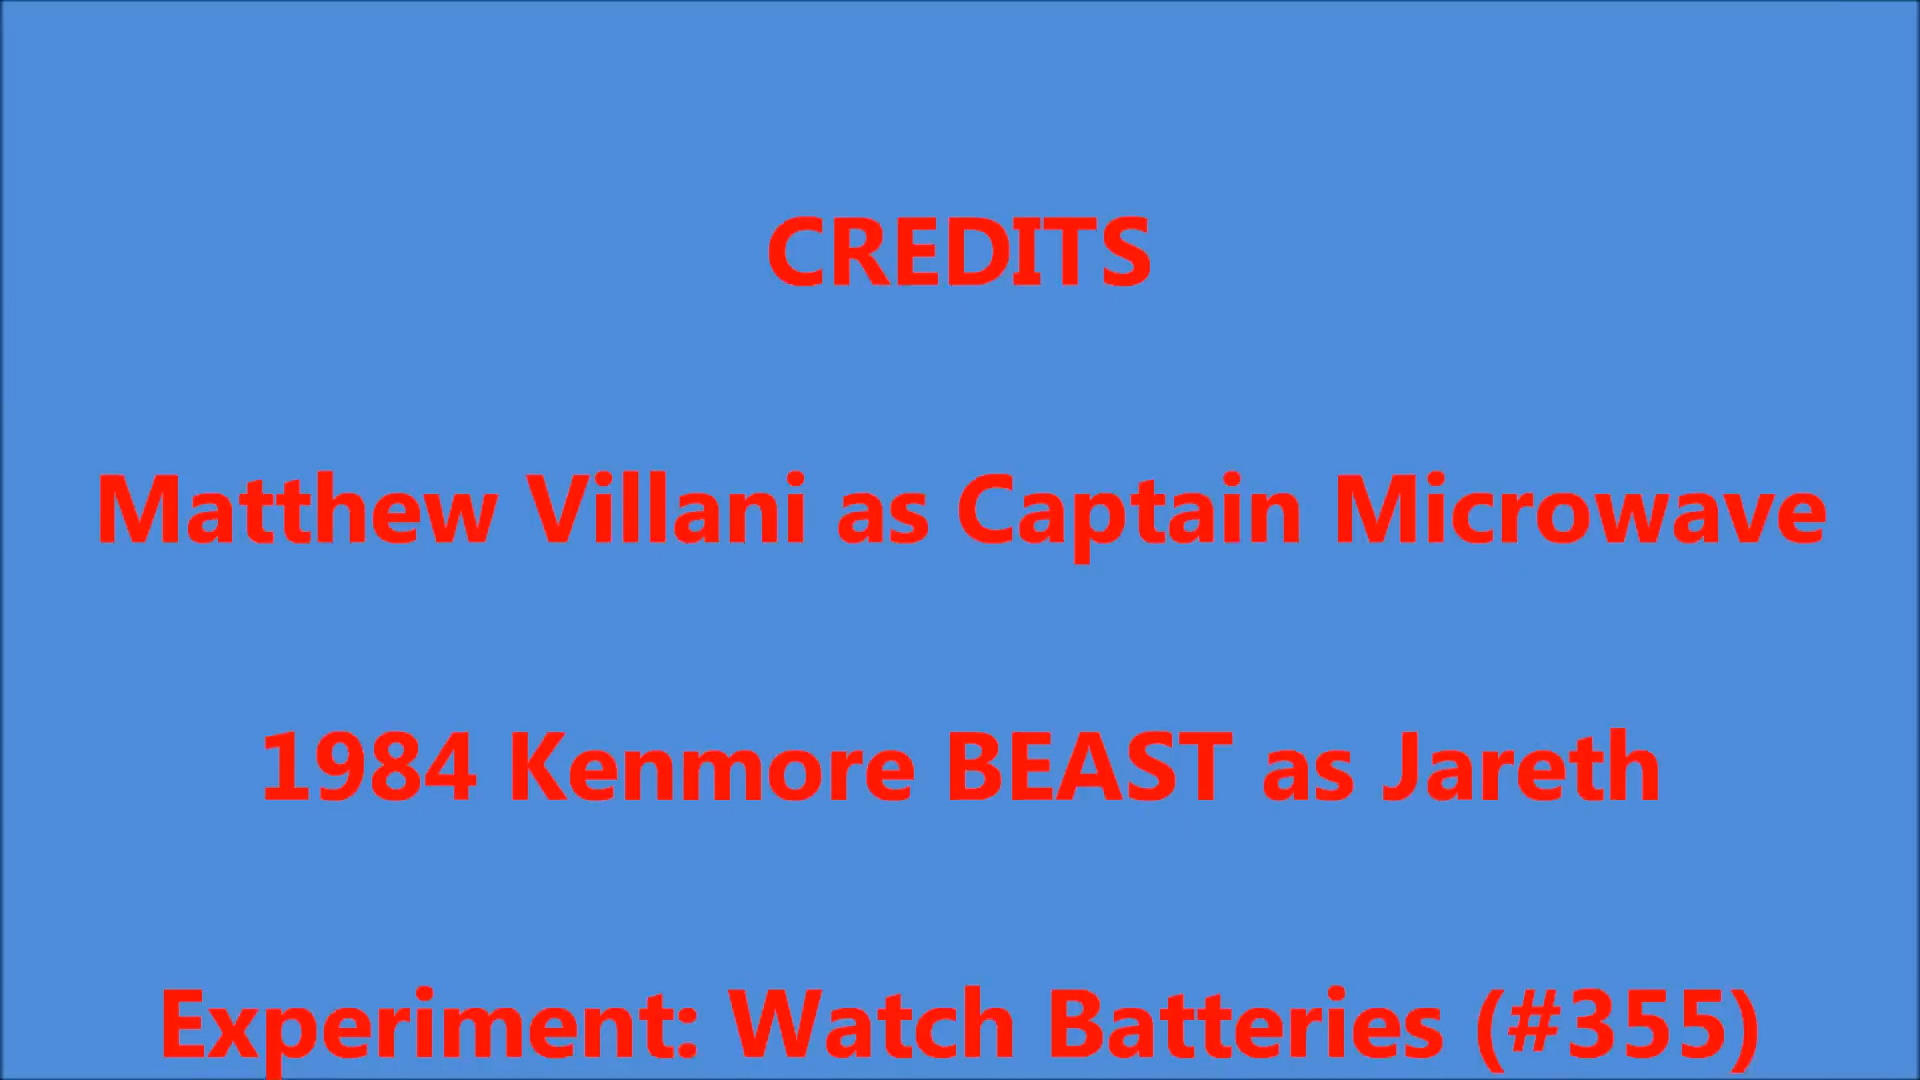 CREDITS
Matthew Villani as Captain Microwave
1984 Kenmore BEAST as Jareth
Experiment: Watch Batteries (#355)